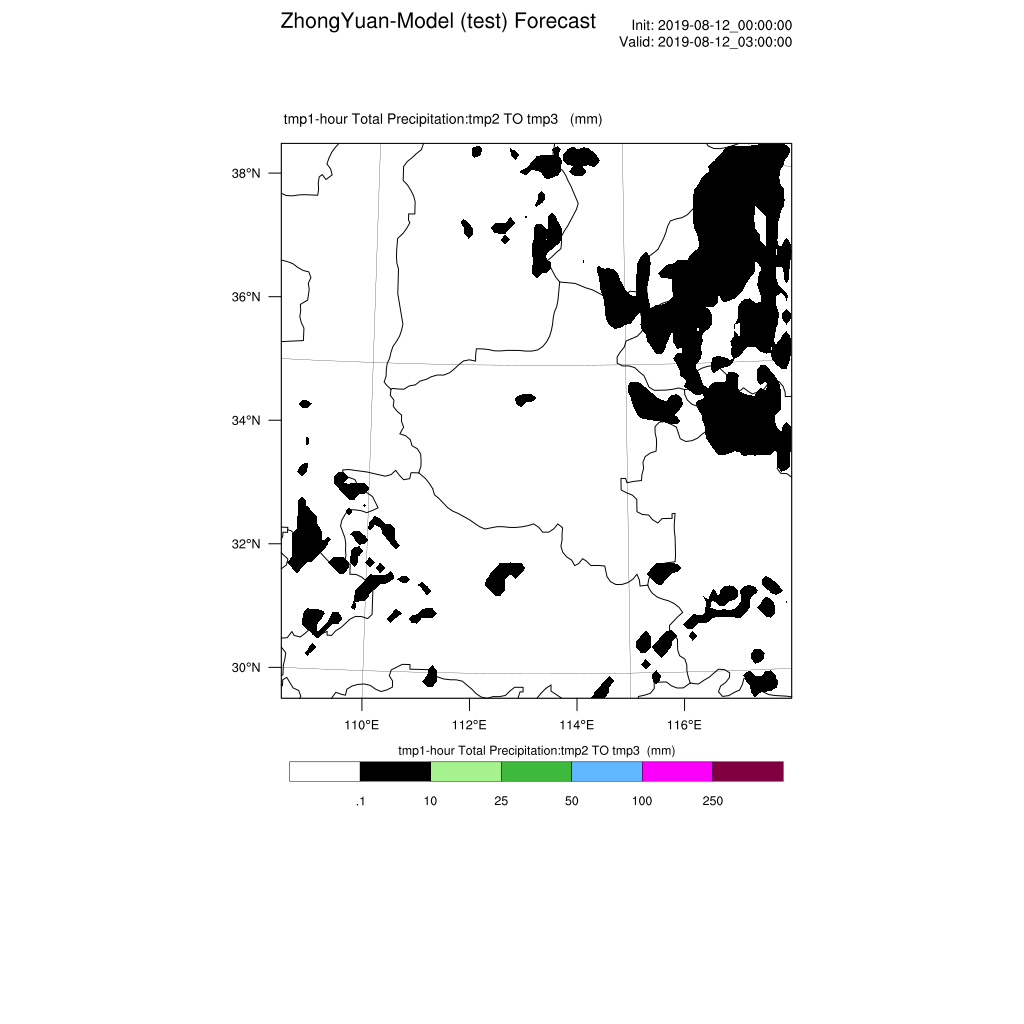 ZhongYuan-Model (test) Forecast
Init: 2019-08-12_00:00:00
Valid: 2019-08-12_03:00:00
tmp1-hour Total Precipitation:tmp2 TO tmp3 (mm)
38°N
36°N
34°N
32°N
30°N
110°E 112°E 114°E 116°E
tmp1-hour Total Precipitation:tmp2 TO tmp3 (mm)
.1 10 25 50 100 250